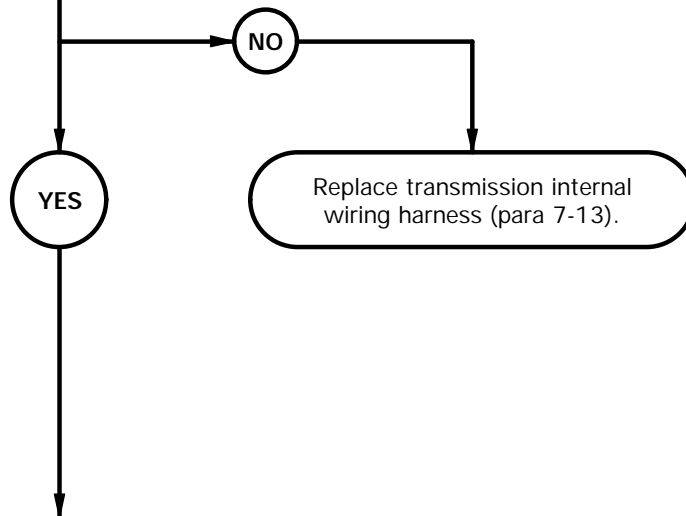 NO
YES
Replace transmission internal
wiring harness (para 7-13).